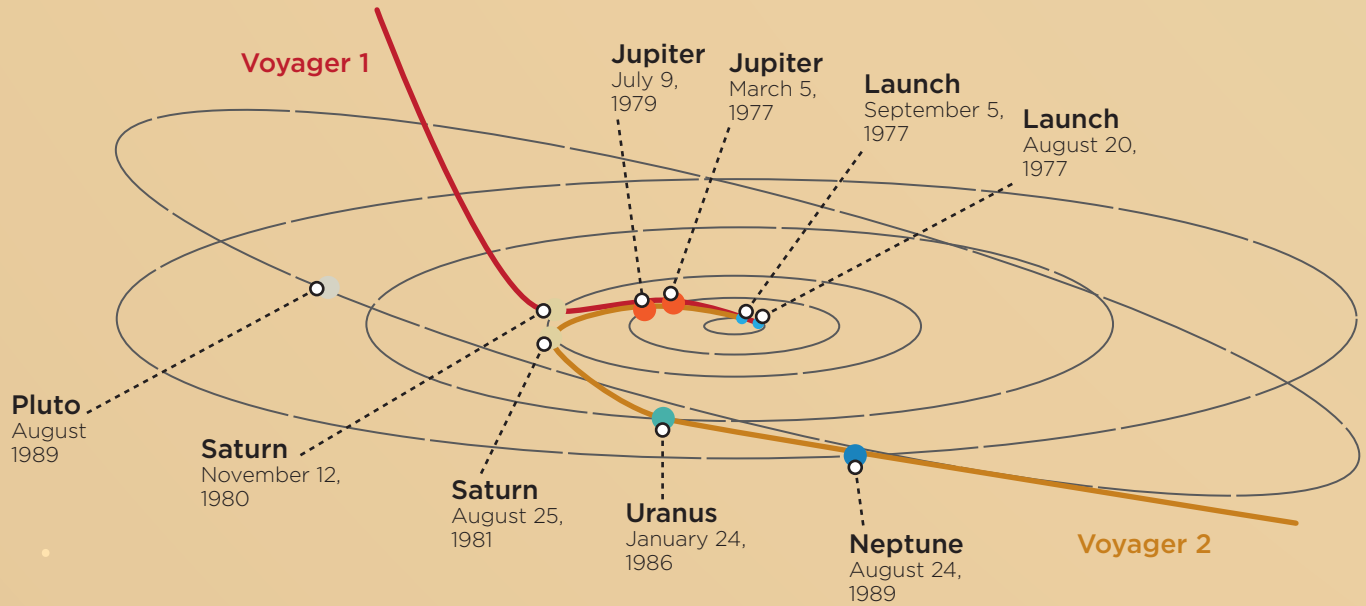 Voyager 1
Jupiter
July 9,
1979
Jupiter
March 5,
1977
Launch
September 5,
1977
Launch
August 20,
1977
Pluto
August
1989
Saturn
November 12,
1980
Saturn
August 25,
1981
Uranus
January 24,
1986
Neptune
August 24,
1989
Voyager 2